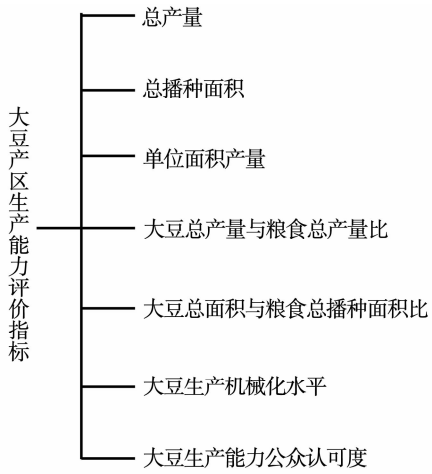 大豆产区生产能力评价指标
总产量
总播种面积
单位面积产量
大豆总产量与粮食总产量比
大豆总面积与粮食总播种面积比
大豆生产机械化水平
大豆生产能力公众认可度